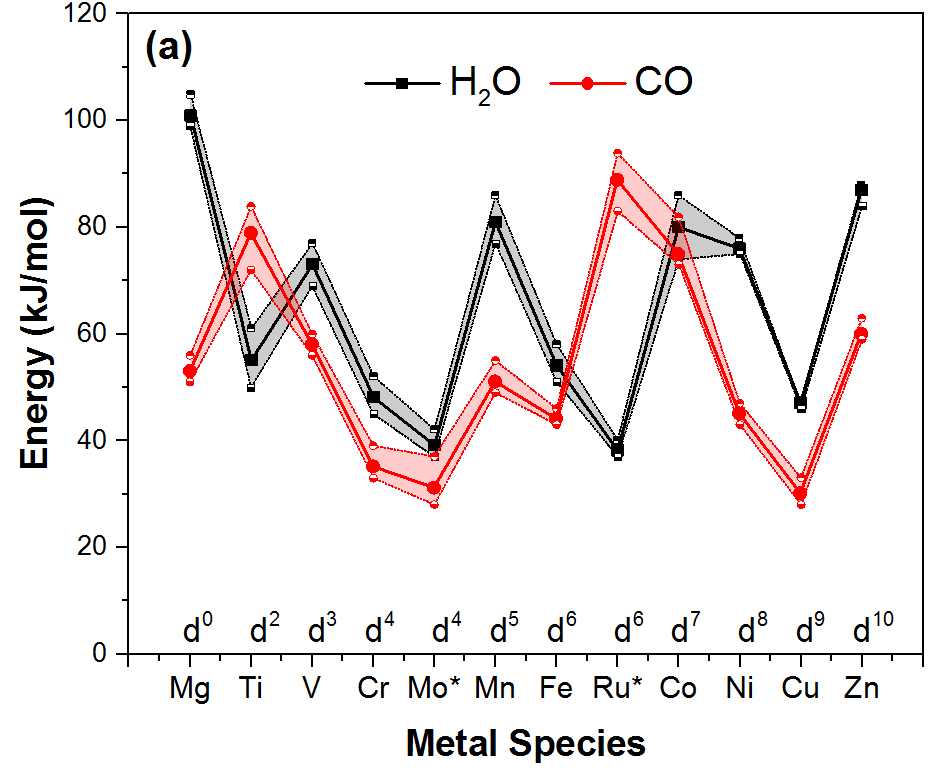 (a)
H₂O CO
Energy (kJ/mol)
120
100
80
60
40
20
0
d⁰ d² d³ d⁴ d⁴ d⁵ d⁶ d⁶ d⁷ d⁸ d⁹ d¹⁰
Mg Ti V Cr Mo* Mn Fe Ru* Co Ni Cu Zn
Metal Species